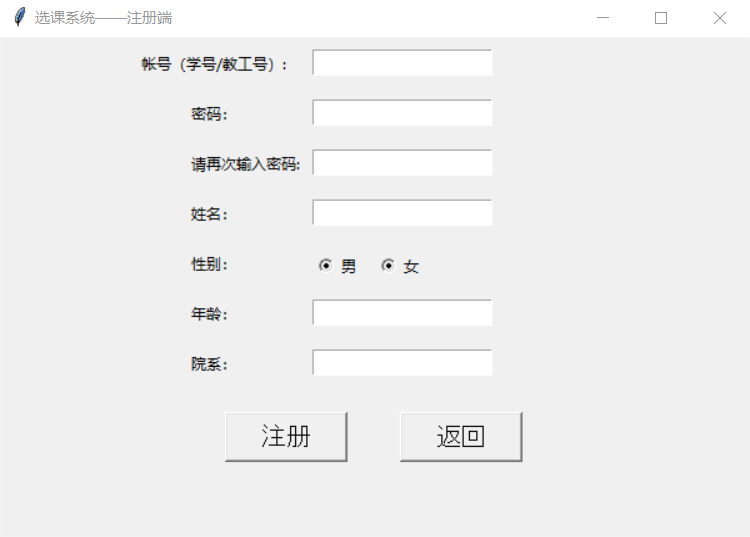 选课系统——注册端
帐号（学号/教工号）:
密码:
请再次输入密码:
姓名:
性别: 男 女
年龄:
院系:
注册 返回